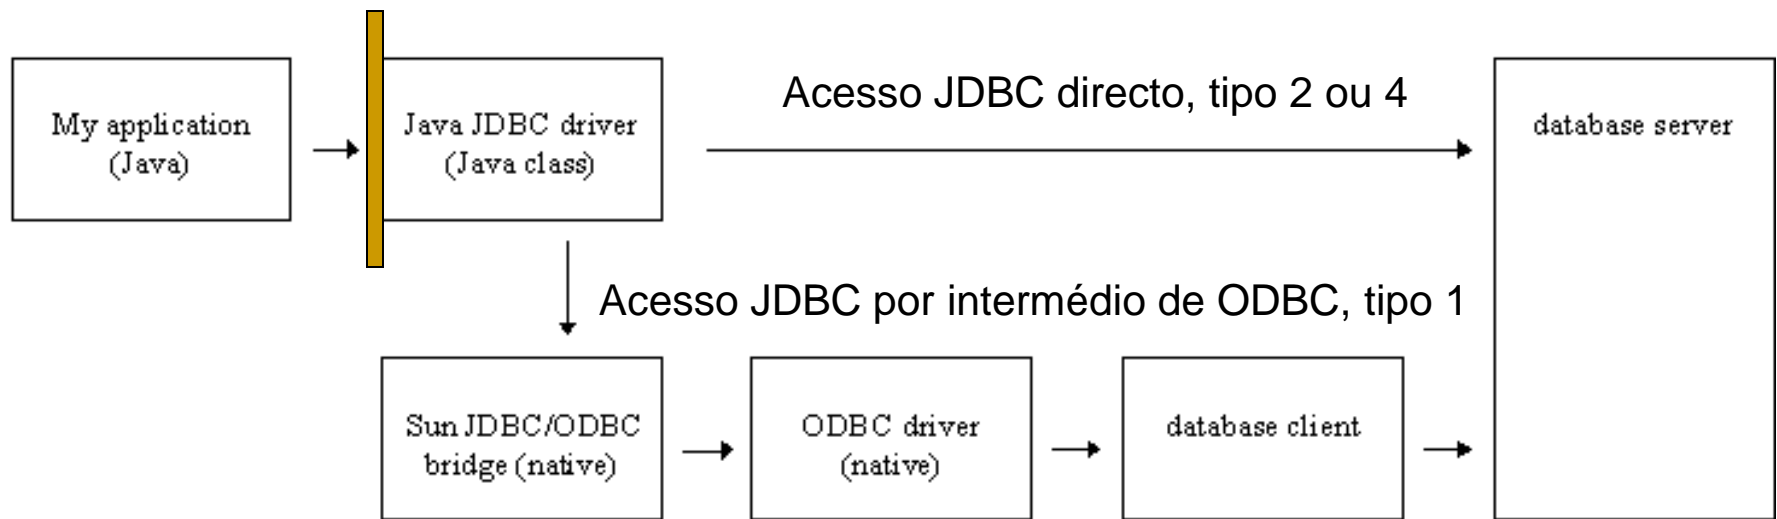 My application
(Java)
Java JDBC driver
(Java class)
Acesso JDBC directo, tipo 2 ou 4
database server
Acesso JDBC por intermédio de ODBC, tipo 1
Sun JDBC/ODBC
bridge (native)
ODBC driver
(native)
database client